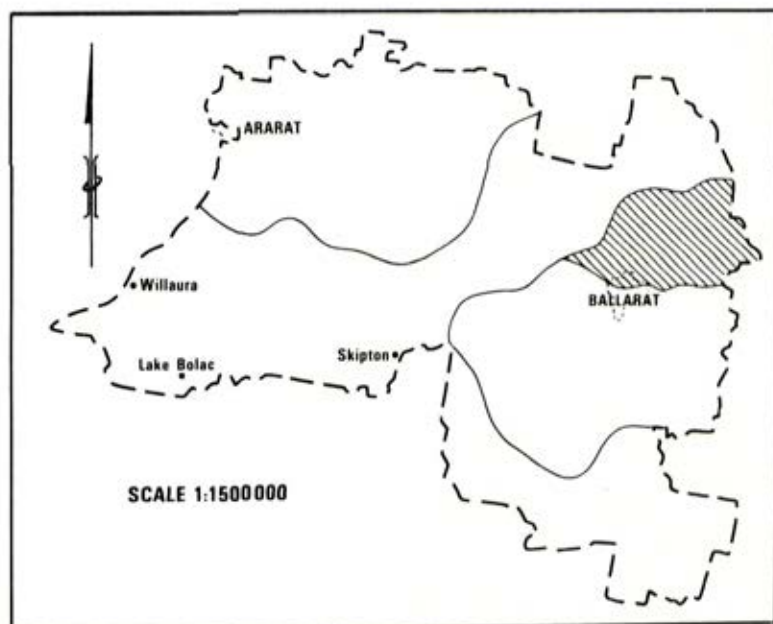 ARARAT
Willaura
BALLARAT
Skipton
Lake Bolac
SCALE 1:1500000